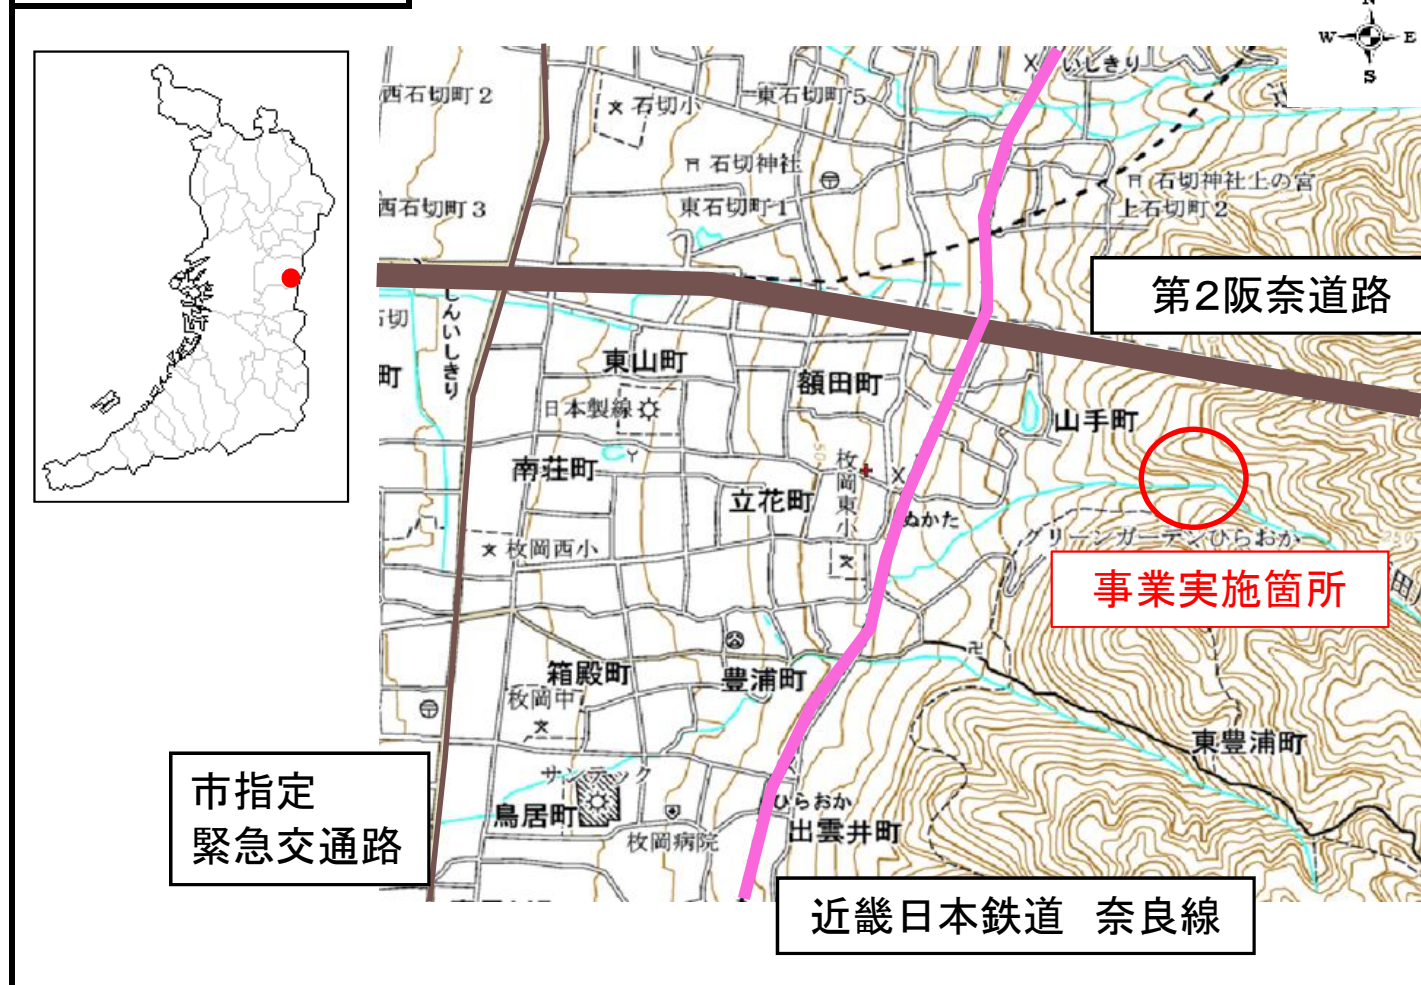 N
W E
S
いしきり
西石切町2
石切小
東石切町5
石切神社
石切神社上の宮
西石切町3
東石切町1
上石切町2
第2阪奈道路
しんいしきり
切
町
東山町
額田町
日本製線
山手町
枚岡東小
南荘町
立花町
ぬかた
枚岡西小
グリーンガーデンひらおか
事業実施箇所
箱殿町
豊浦町
枚岡中
東豊浦町
市指定
緊急交通路
サンテック
鳥居町
ひらおか
枚岡病院
出雲井町
近畿日本鉄道 奈良線